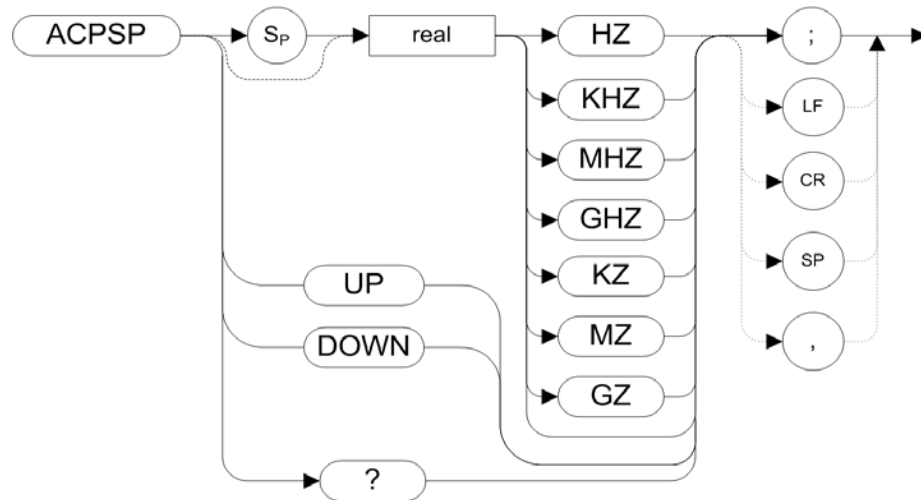 ACPSP SP real HZ ;
KHZ LF
MHZ CR
GHZ
UP KZ SP
DOWN MZ ,
GZ
?